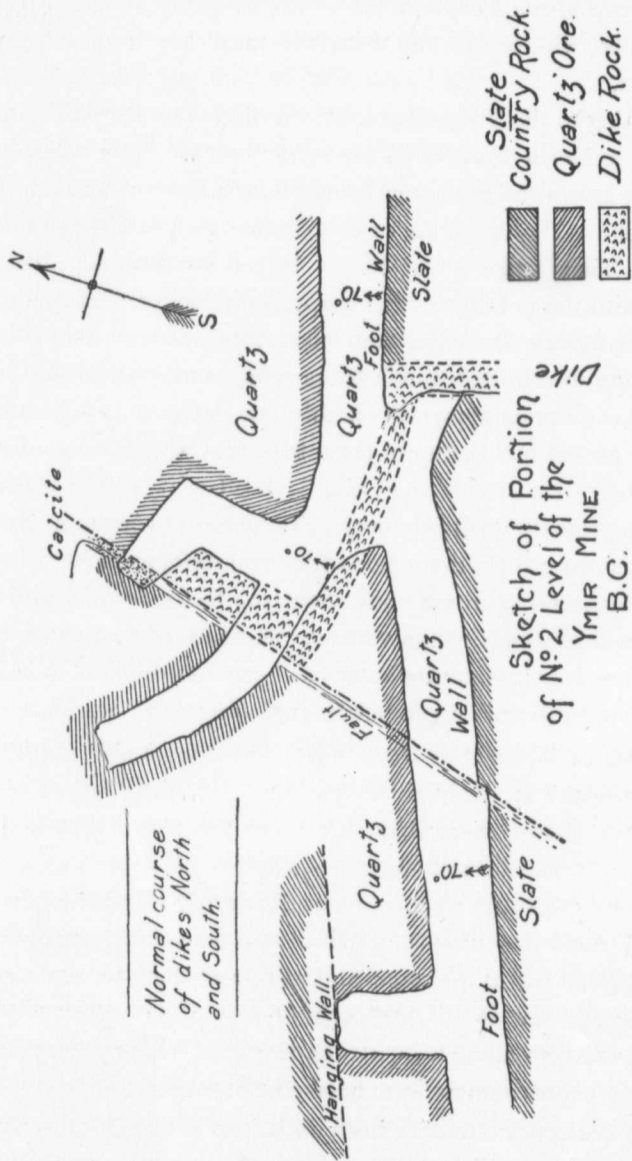 N
S
Calcite
Quartz
Quartz
Foot Wall
70°
Slate
Normal course
of dikes North
and South.
Fault
70°
Hanging Wall.
Quartz
Quartz
Wall
70°
Foot
Slate
Dike
Sketch of Portion
of Nº 2 Level of the
YMIR MINE
B.C.
Slate
Country Rock
Quartz Ore.
Dike Rock.